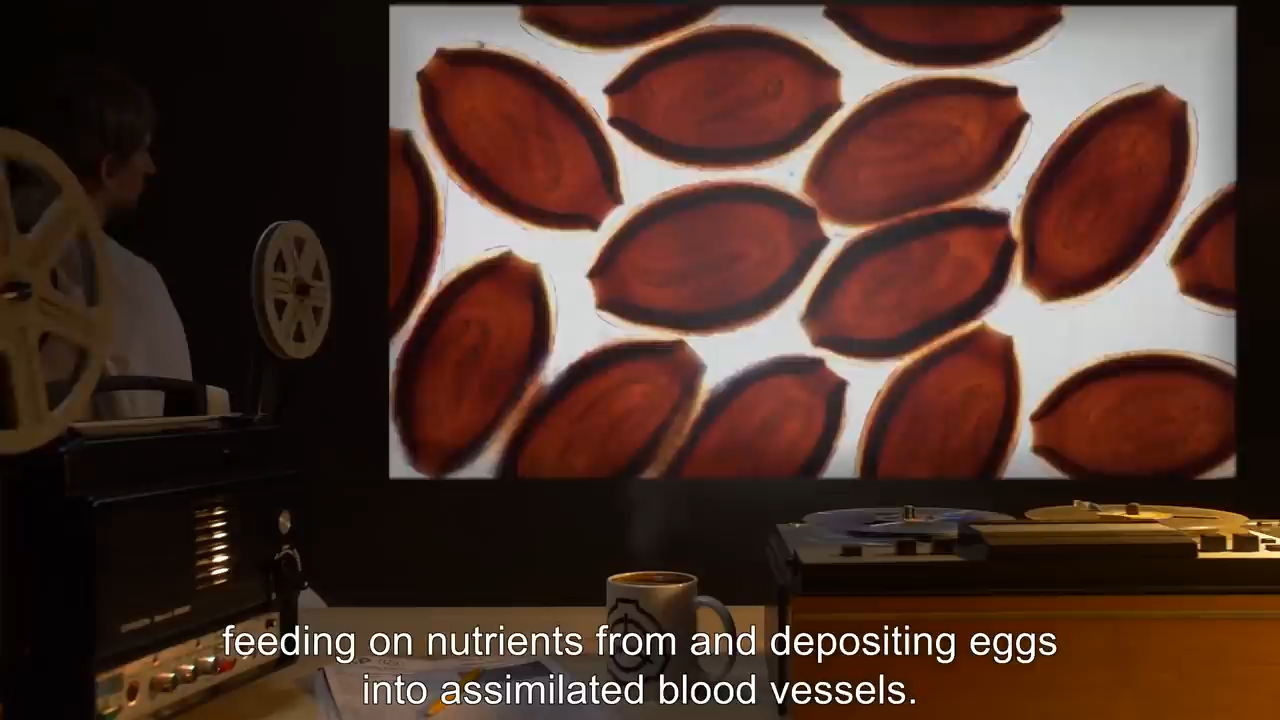 feeding on nutrients from and depositing eggs
into assimilated blood vessels.